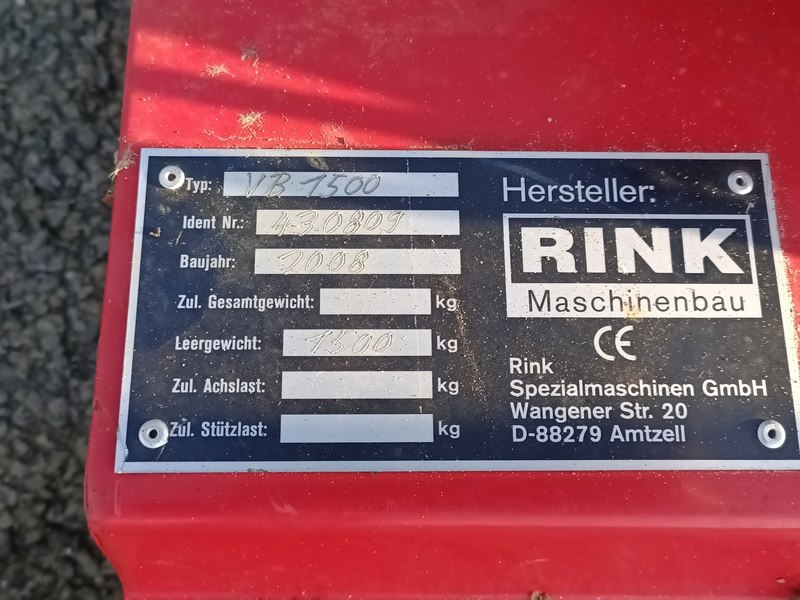 Typ: VB 1500
Ident Nr.: 430809
Baujahr: 2008
Zul. Gesamtgewicht: kg
Leergewicht: 1500 kg
Zul. Achslast: kg
Zul. Stützlast: kg
Hersteller:
RINK
Maschinenbau
CE
Rink
Spezialmaschinen GmbH
Wangener Str. 20
D-88279 Amtzell